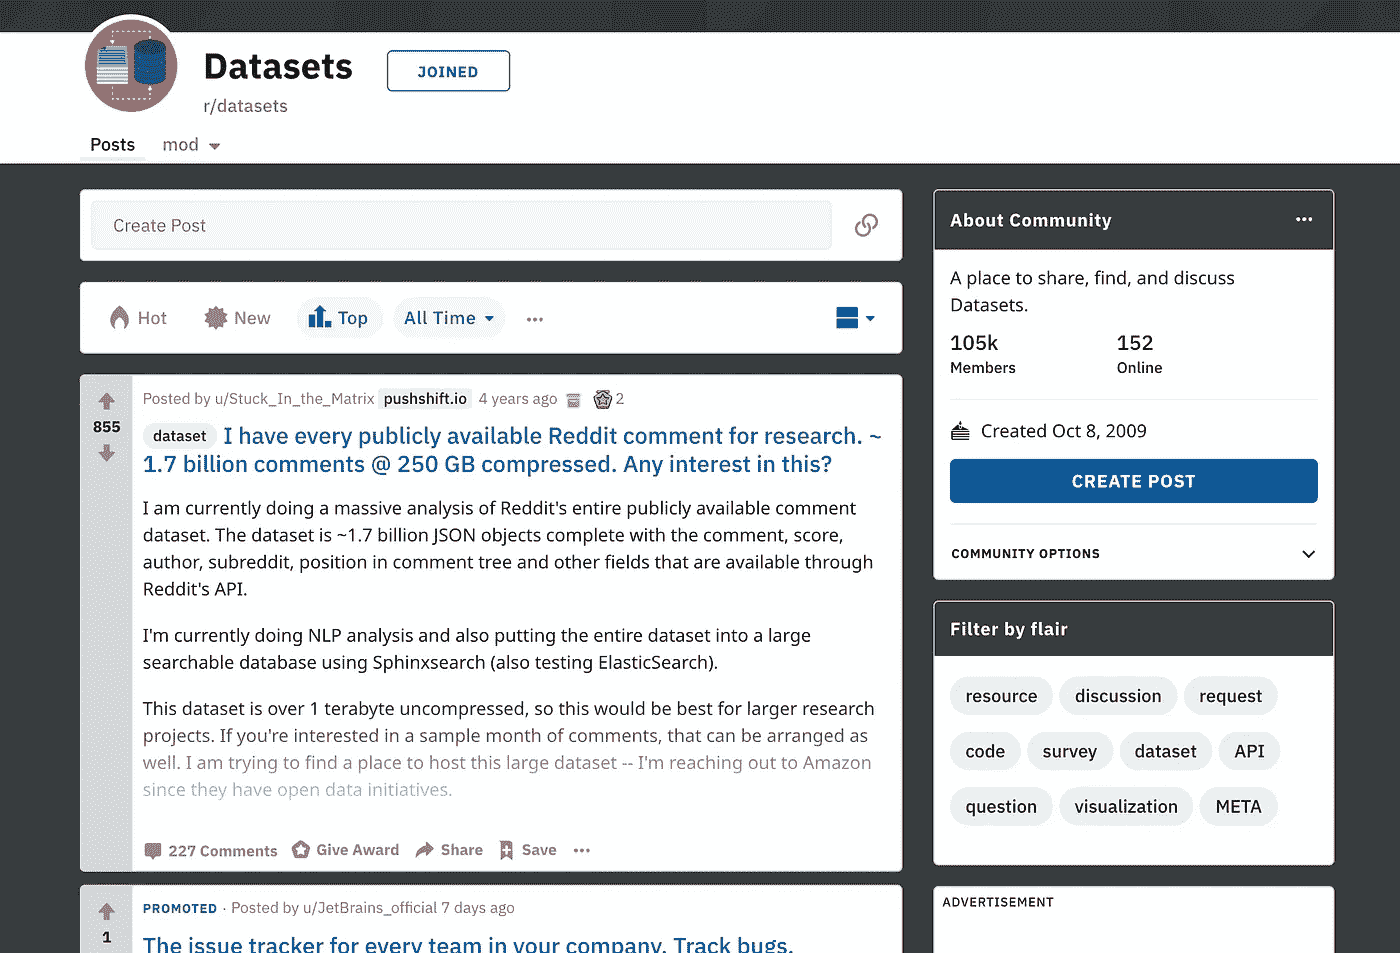 Datasets
JOINED
r/datasets
Posts
mod
Create Post
Hot
New
Top
All Time
Posted by u/Stuck_In_the_Matrix pushshift.io 4 years ago 2
855
dataset I have every publicly available Reddit comment for research. ~
1.7 billion comments @ 250 GB compressed. Any interest in this?
I am currently doing a massive analysis of Reddit's entire publicly available comment
dataset. The dataset is ~1.7 billion JSON objects complete with the comment, score,
author, subreddit, position in comment tree and other fields that are available through
Reddit's API.
I'm currently doing NLP analysis and also putting the entire dataset into a large
searchable database using Sphinxsearch (also testing ElasticSearch).
This dataset is over 1 terabyte uncompressed, so this would be best for larger research
projects. If you're interested in a sample month of comments, that can be arranged as
well. I am trying to find a place to host this large dataset -- I'm reaching out to Amazon
since they have open data initiatives.
227 Comments
Give Award
Share
Save
PROMOTED · Posted by u/JetBrains_official 7 days ago
1
The issue tracker for every team in your company. Track bugs,
About Community
A place to share, find, and discuss
Datasets.
105k
Members
152
Online
Created Oct 8, 2009
CREATE POST
COMMUNITY OPTIONS
Filter by flair
resource discussion request
code survey dataset API
question visualization META
ADVERTISEMENT